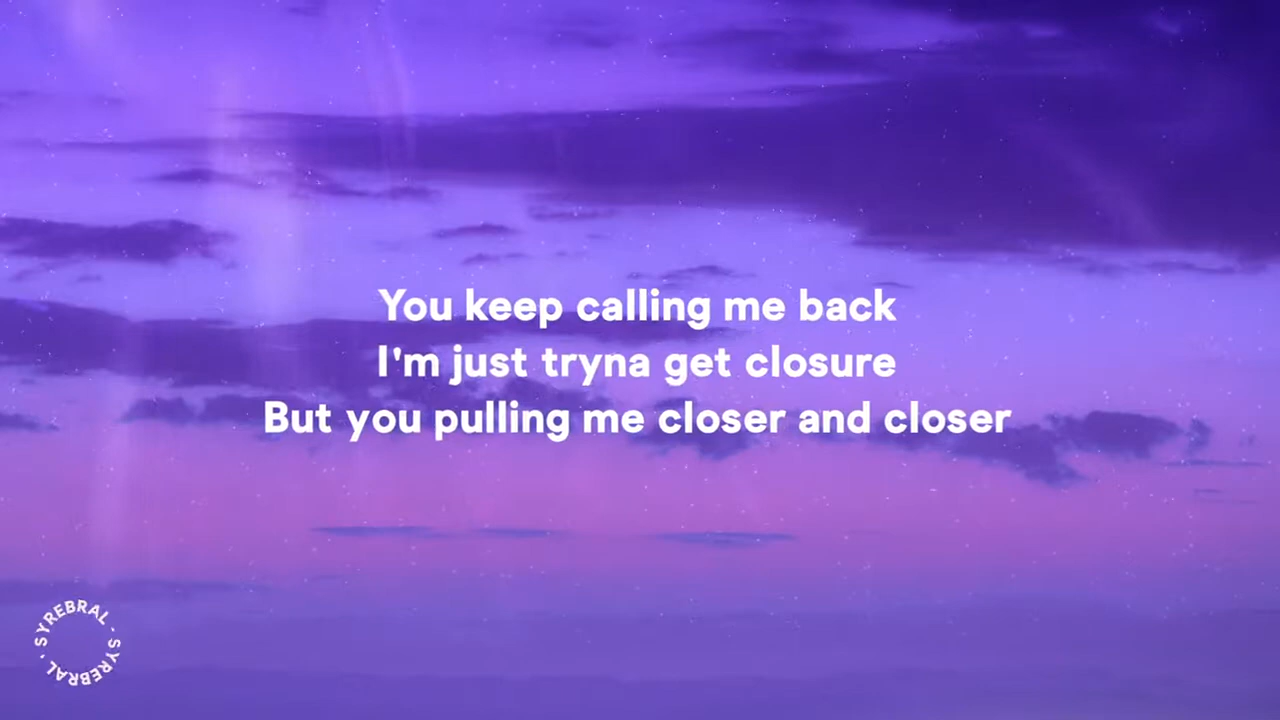 You keep calling me back
I'm just tryna get closure
But you pulling me closer and closer
SYREBRAL · SYREBRAL ·